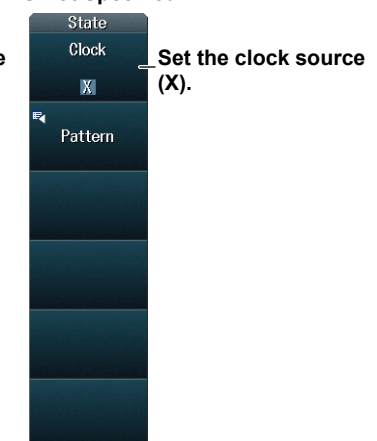 State
Clock
X
Set the clock source
(X).
Pattern